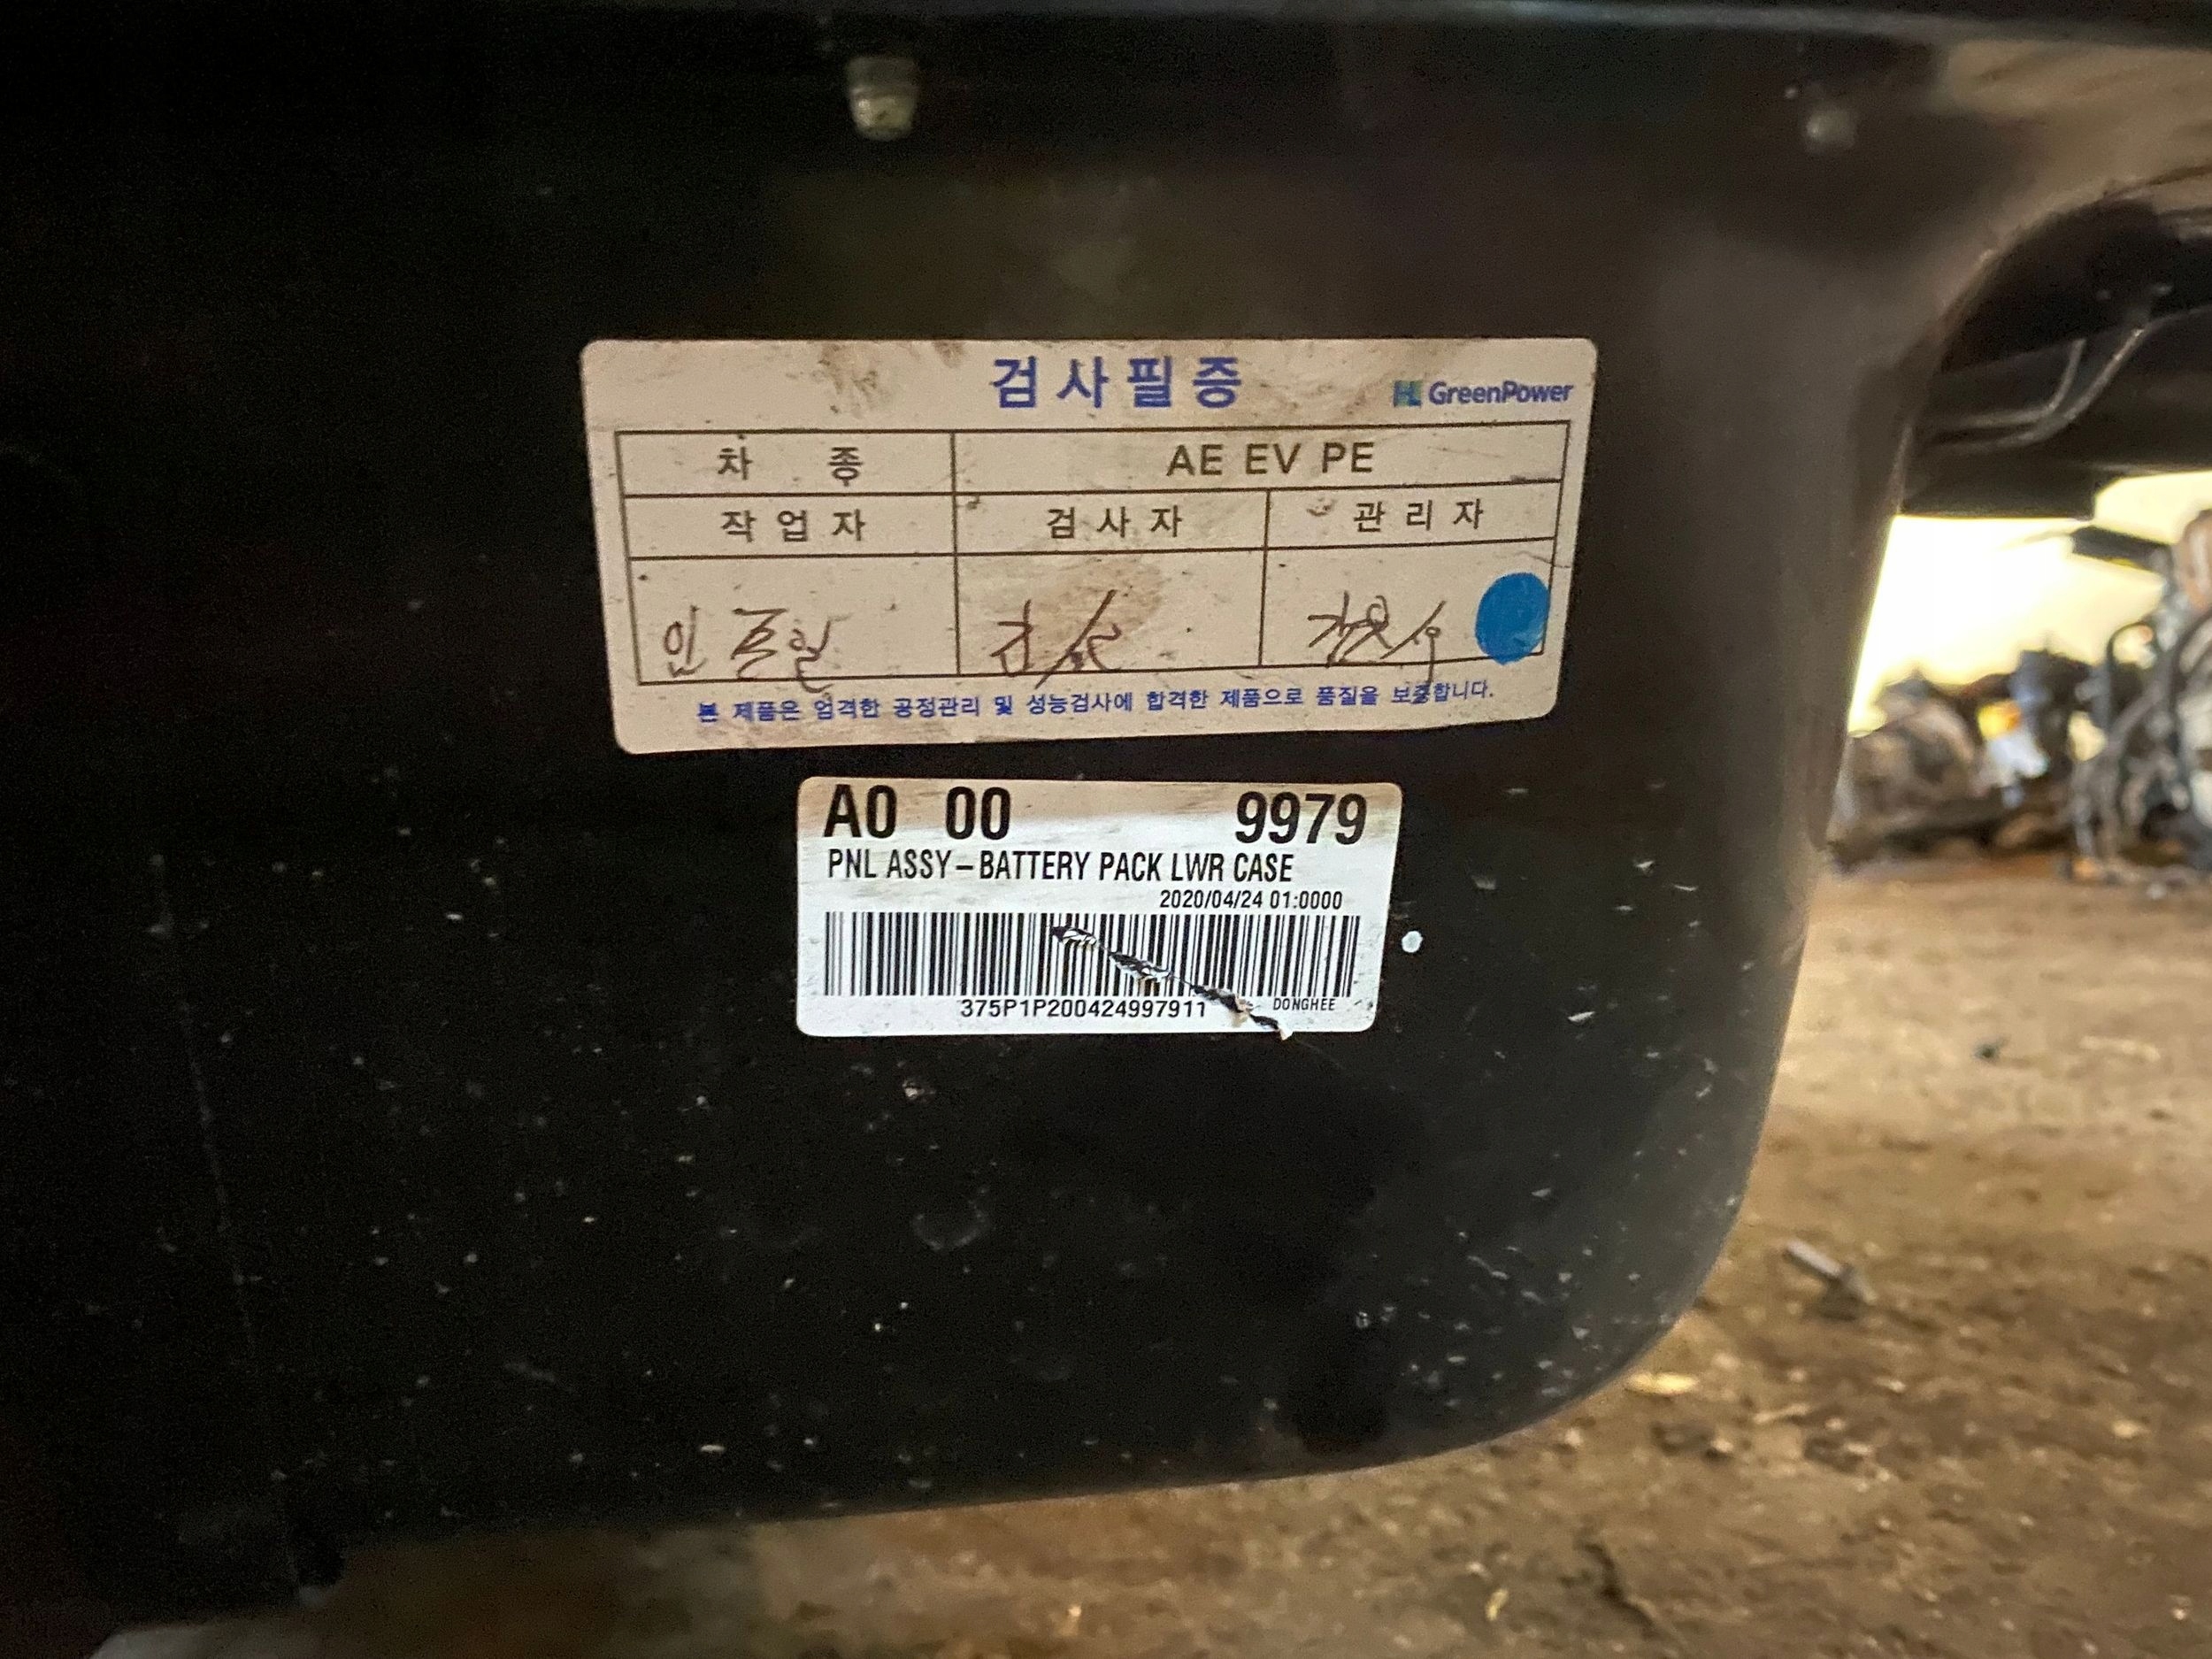 검사필증 HL GreenPower
차 종 AE EV PE
작업자 검사자 관리자
본 제품은 엄격한 공정관리 및 성능검사에 합격한 제품으로 품질을 보증합니다.
A0 00 9979
PNL ASSY-BATTERY PACK LWR CASE
2020/04/24 01:0000
375P1P200424997911 DONGHEE